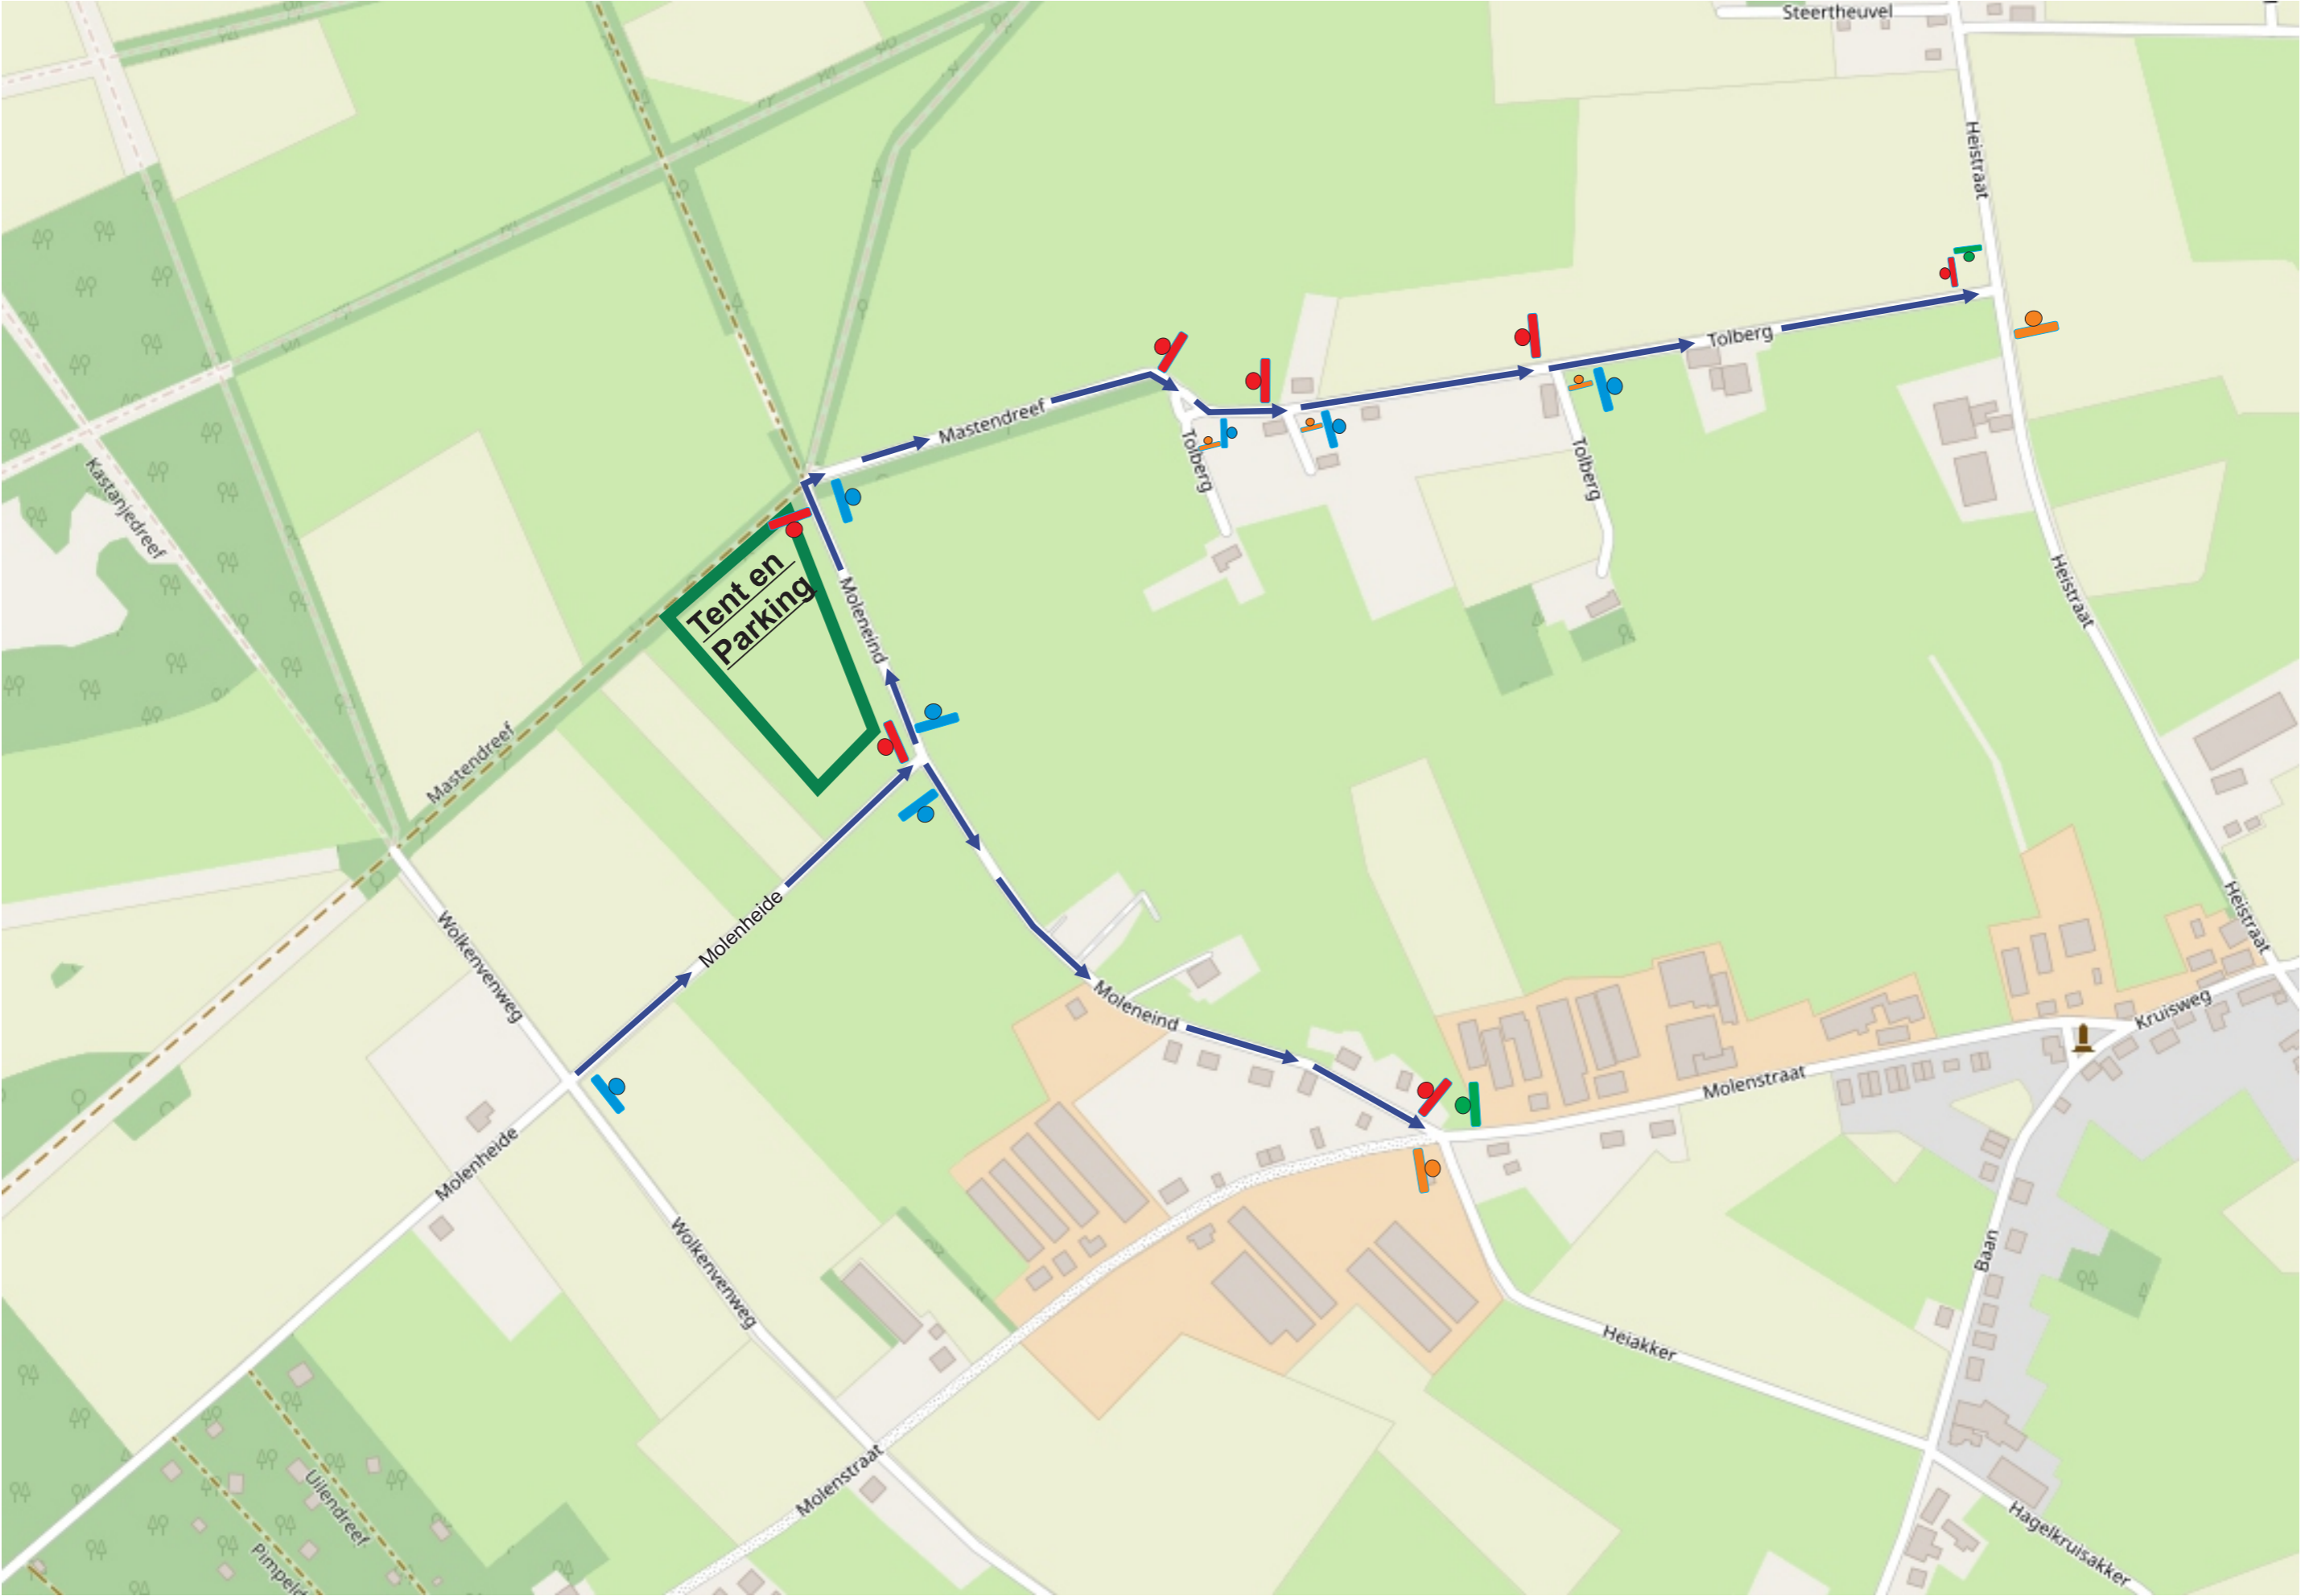 Steertheuvel
Heistraat
Tolberg
Mastendreef
Tolberg
Tolberg
Kastanjedreef
Tent en
Parking
Moleneind
Heistraat
Mastendreef
Molenheide
Wolkenvenweg
Heistraat
Moleneind
Kruisweg
Molenstraat
Molenheide
Wolkenvenweg
Baan
Heiakker
Molenstraat
Uilendreef
Hagelkruisakker